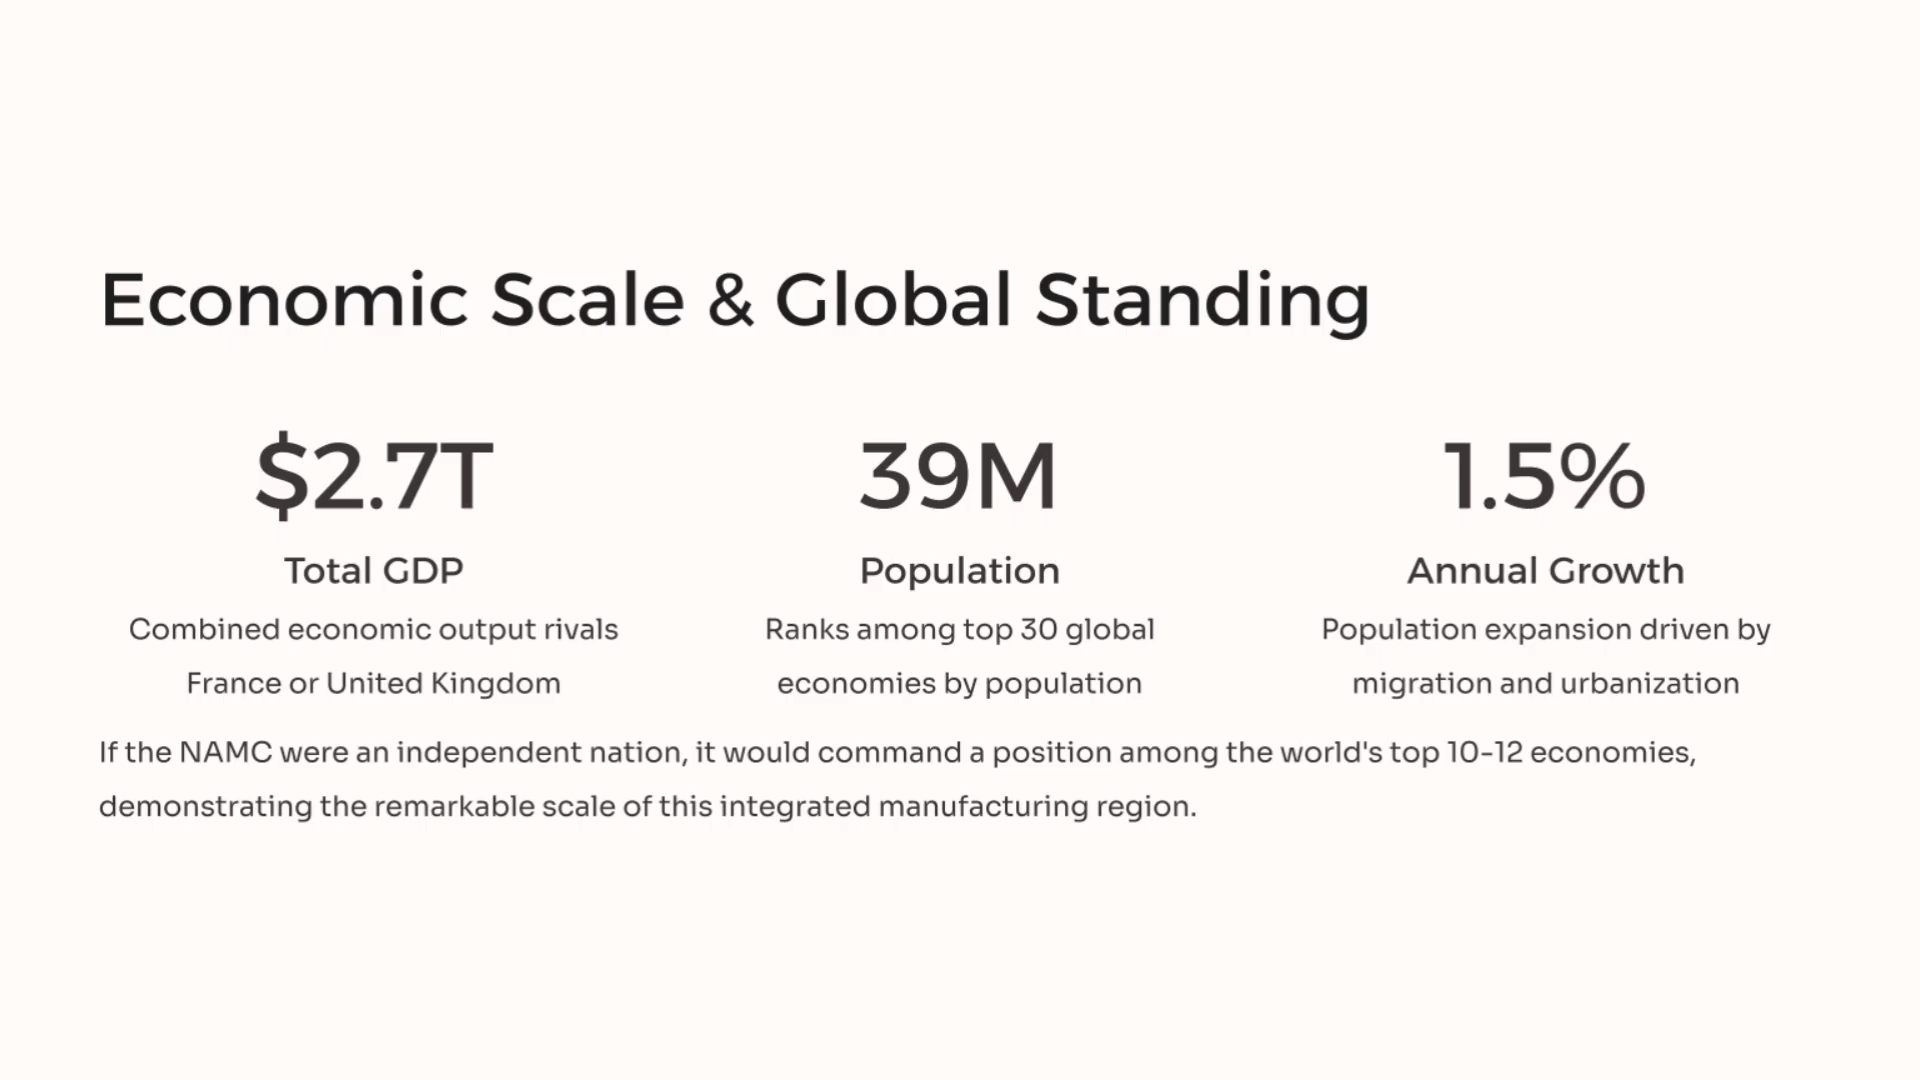 Economic Scale & Global Standing
$2.7T
Total GDP
Combined economic output rivals
France or United Kingdom
39M
Population
Ranks among top 30 global
economies by population
1.5%
Annual Growth
Population expansion driven by
migration and urbanization
If the NAMC were an independent nation, it would command a position among the world's top 10-12 economies,
demonstrating the remarkable scale of this integrated manufacturing region.